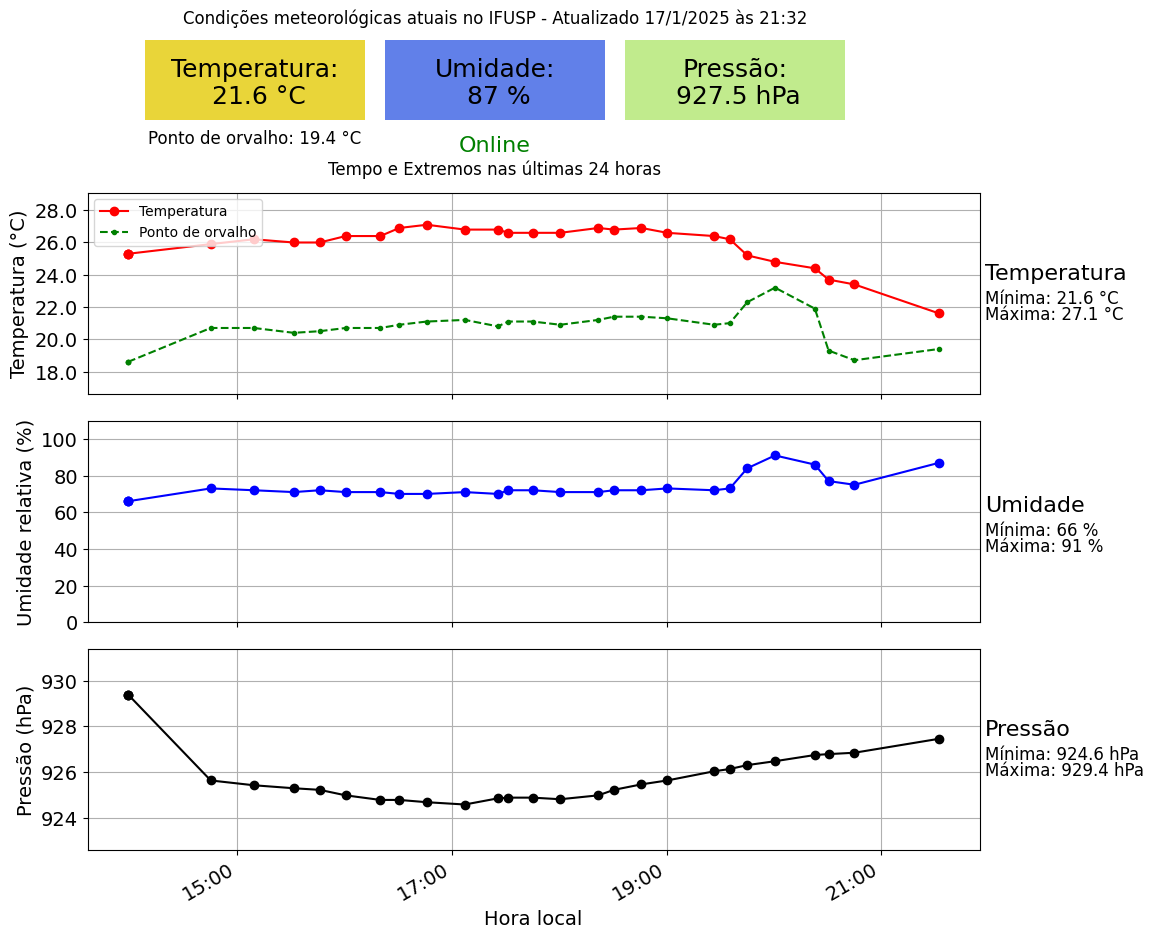 Condições meteorológicas atuais no IFUSP - Atualizado 17/1/2025 às 21:32
Temperatura:
21.6 °C
Umidade:
87 %
Pressão:
927.5 hPa
Ponto de orvalho: 19.4 °C
Online
Tempo e Extremos nas últimas 24 horas
Temperatura (°C)
28.0
26.0
24.0
22.0
20.0
18.0
Temperatura
Ponto de orvalho
Temperatura
Mínima: 21.6 °C
Máxima: 27.1 °C
Umidade relativa (%)
100
80
60
40
20
0
Umidade
Mínima: 66 %
Máxima: 91 %
Pressão (hPa)
930
928
926
924
Pressão
Mínima: 924.6 hPa
Máxima: 929.4 hPa
15:00
17:00
19:00
21:00
Hora local